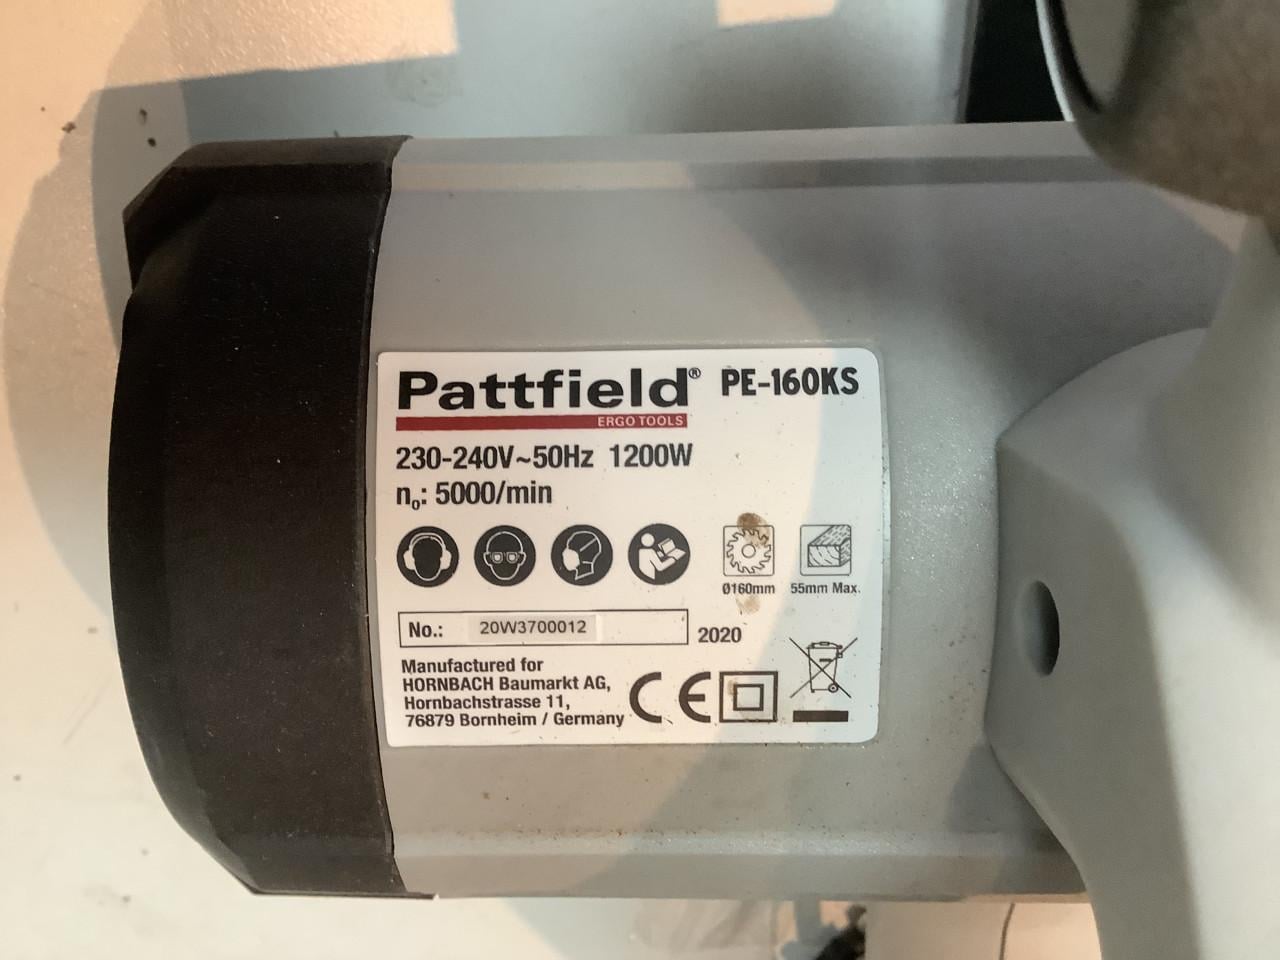 Pattfield® PE-160KS
ERGO TOOLS
230-240V~50Hz 1200W
n₀: 5000/min
Ø160mm 55mm Max.
No.: 20W3700012 2020
Manufactured for
HORNBACH Baumarkt AG,
Hornbachstrasse 11,
76879 Bornheim / Germany
CE